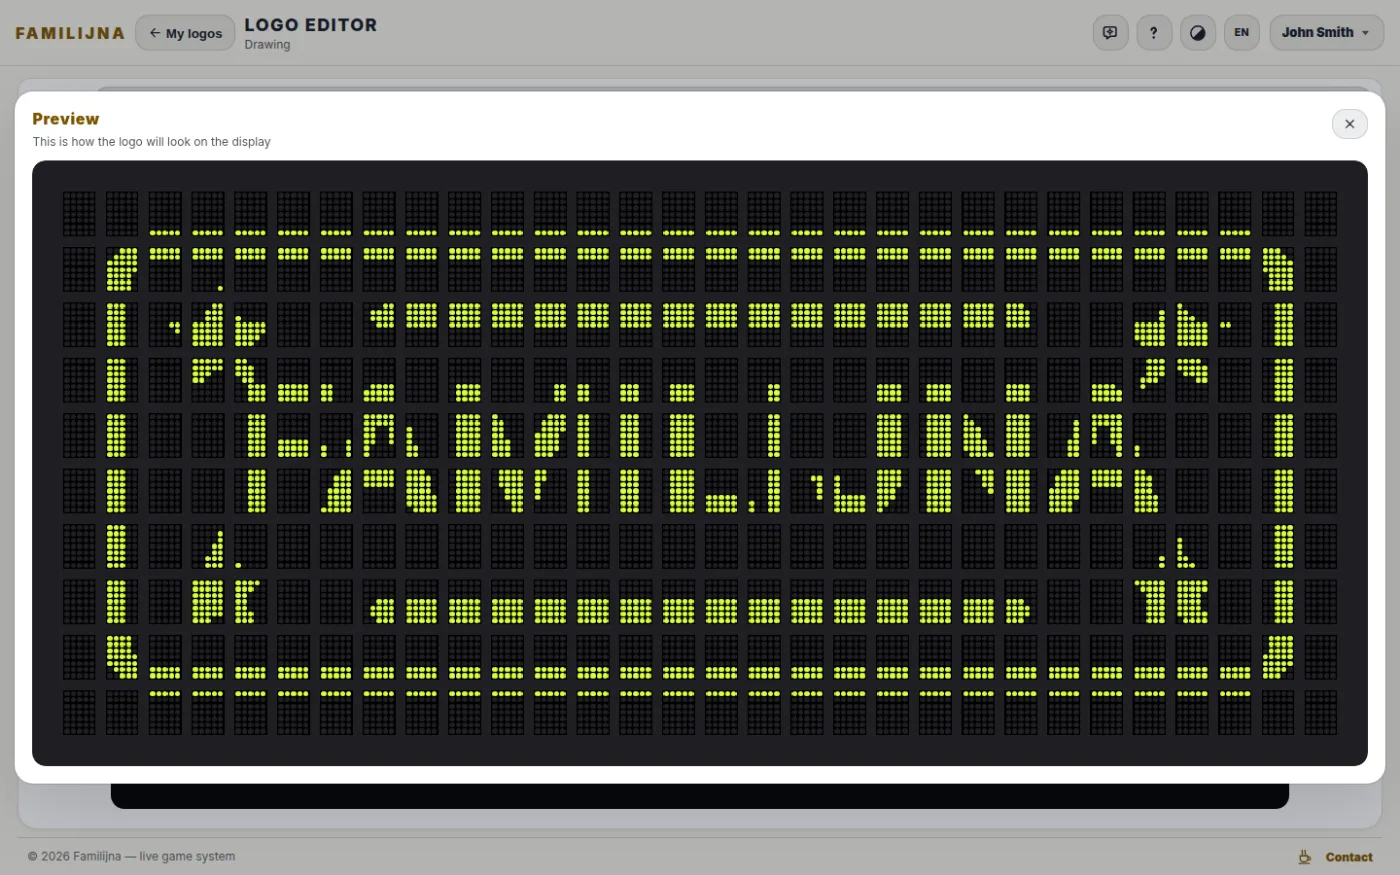 FAMILIJNA
← My logos
LOGO EDITOR
Drawing
?
EN
John Smith
Preview
This is how the logo will look on the display
FAMILIJNA
© 2026 Familijna — live game system
Contact